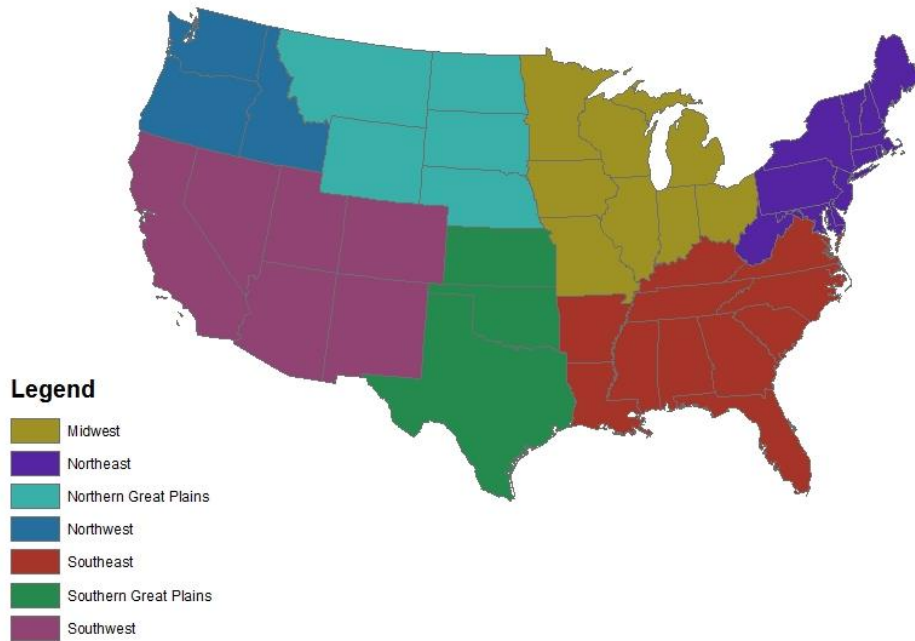 Legend
Midwest
Northeast
Northern Great Plains
Northwest
Southeast
Southern Great Plains
Southwest